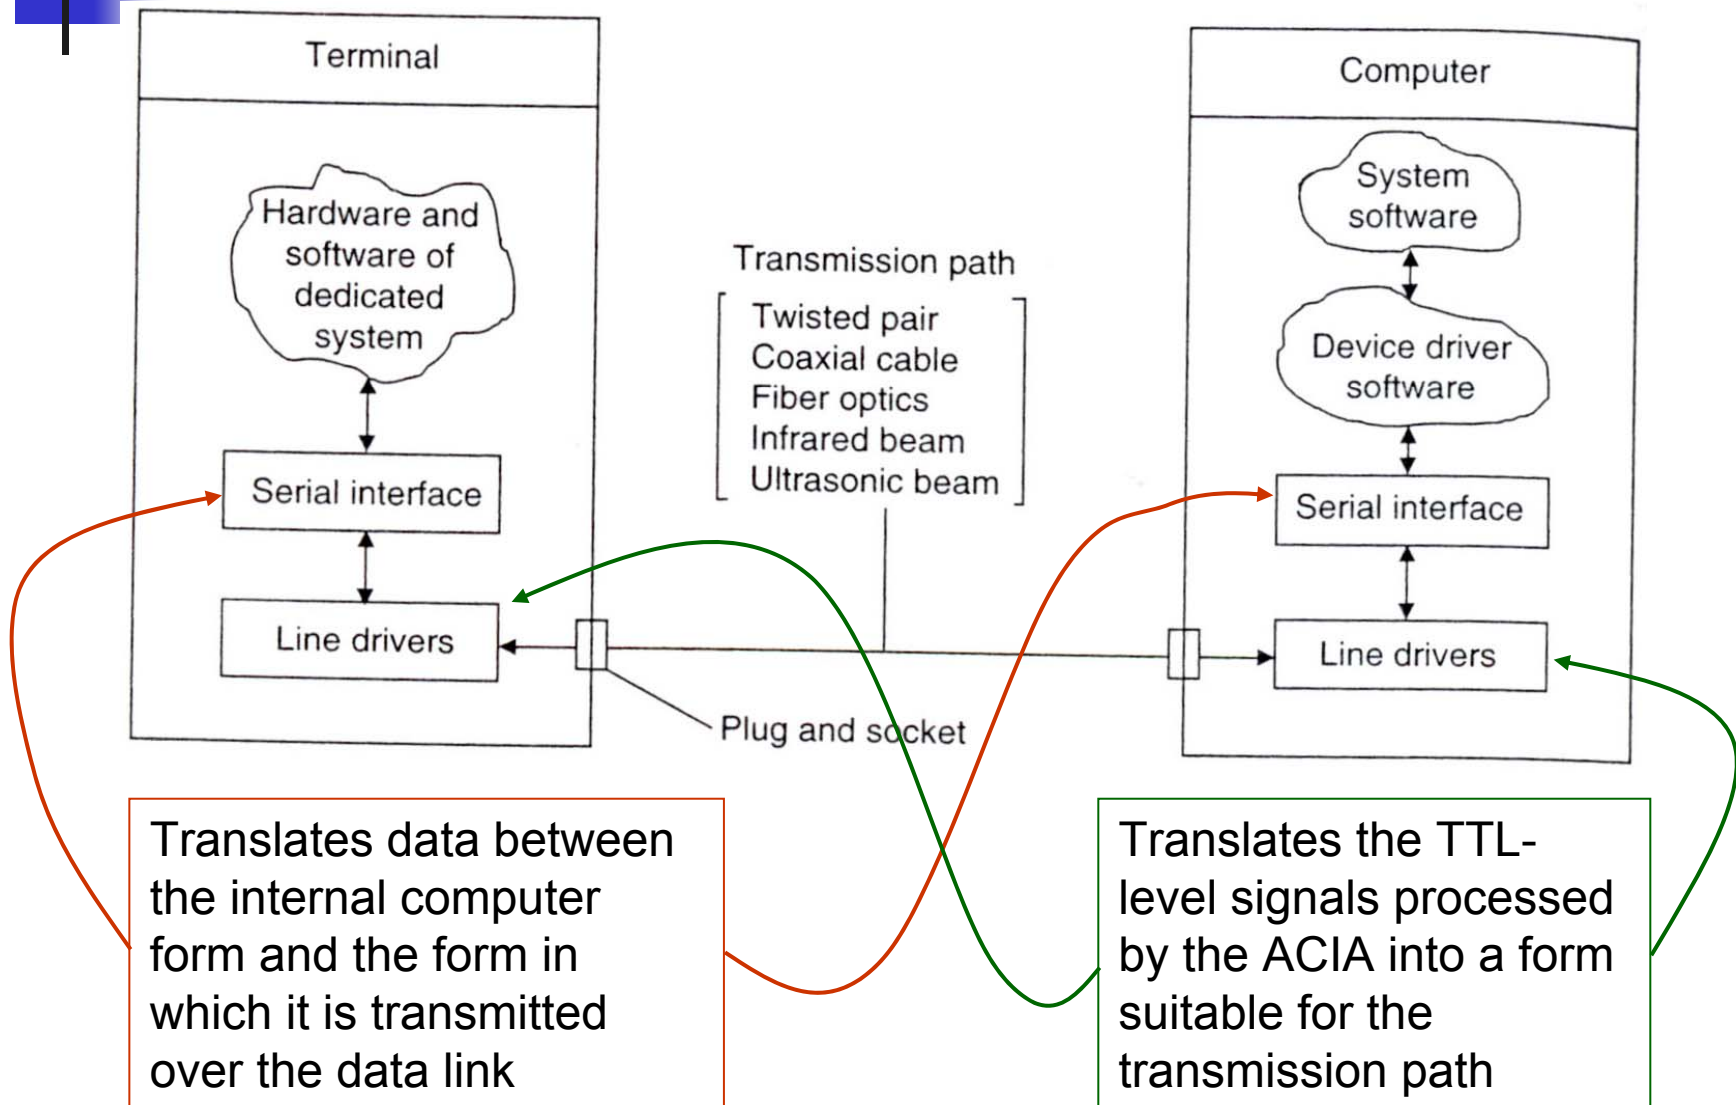 Terminal
Hardware and
software of
dedicated
system
Serial interface
Line drivers
Transmission path
Twisted pair
Coaxial cable
Fiber optics
Infrared beam
Ultrasonic beam
Plug and socket
Computer
System
software
Device driver
software
Serial interface
Line drivers
Translates data between
the internal computer
form and the form in
which it is transmitted
over the data link
Translates the TTL-
level signals processed
by the ACIA into a form
suitable for the
transmission path